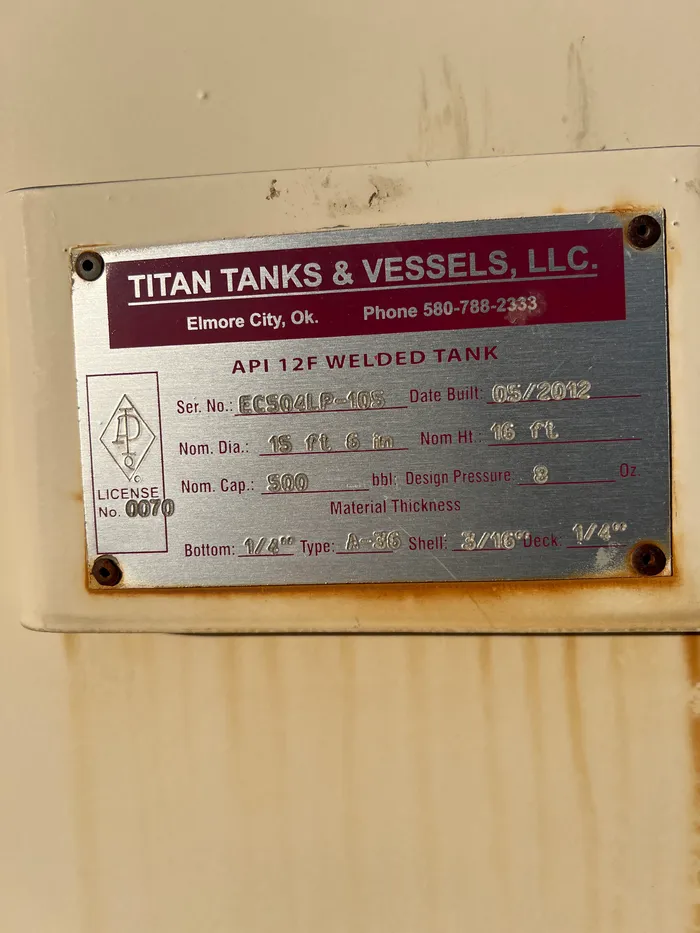 TITAN TANKS & VESSELS, LLC.
Elmore City, Ok. Phone 580-788-2333
API 12F WELDED TANK
Ser. No.: EC504LP-105 Date Built: 05/2012
Nom. Dia.: 15 ft 6 in Nom Ht.: 16 ft
Nom. Cap.: 500 bbl; Design Pressure: 8 Oz.
LICENSE
No. 0070
Material Thickness
Bottom: 1/4" Type: A-36 Shell: 3/16" Deck: 1/4"